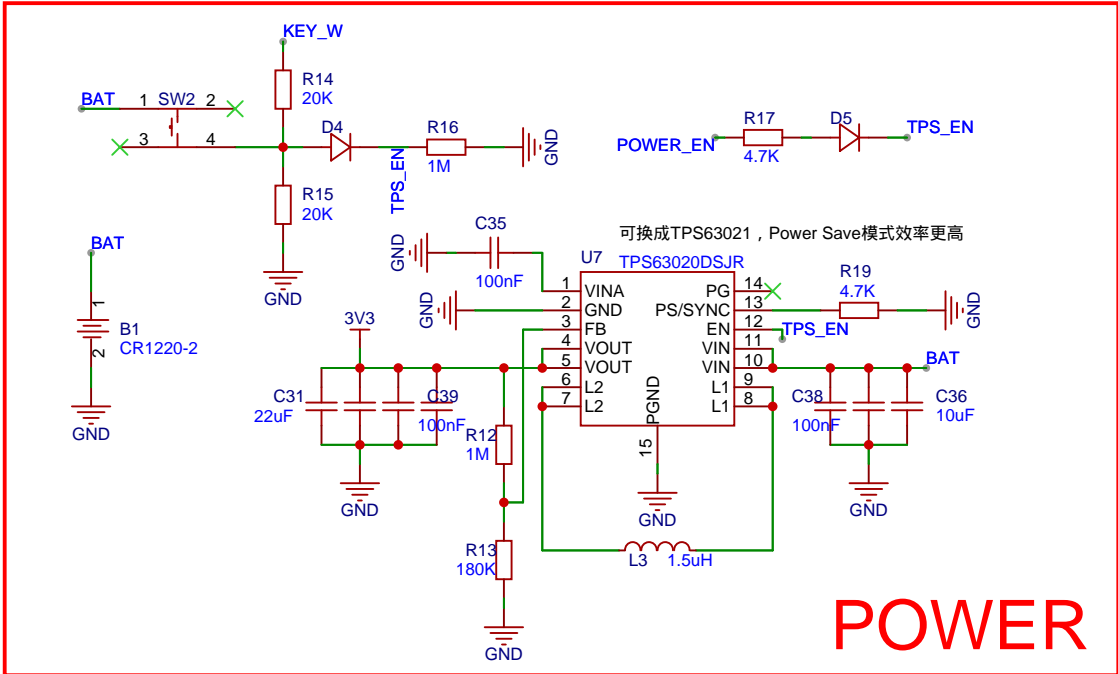 KEY_W
R14
20K
BAT
1
SW2
2
3
4
D4
R16
1M
GND
TPS_EN
R15
20K
GND
R17
4.7K
D5
POWER_EN
TPS_EN
BAT
1
2
B1
CR1220-2
GND
C35
100nF
GND
GND
可换成TPS63021，Power Save模式效率更高
U7
TPS63020DSJR
1
VINA
2
GND
3
FB
4
VOUT
5
VOUT
6
L2
7
L2
PG
14
PS/SYNC
13
EN
12
VIN
11
VIN
10
L1
9
L1
8
PGND
15
GND
R19
4.7K
GND
TPS_EN
BAT
3V3
C31
22uF
C39
100nF
GND
R12
1M
R13
180K
GND
L3
1.5uH
C38
100nF
C36
10uF
GND
POWER